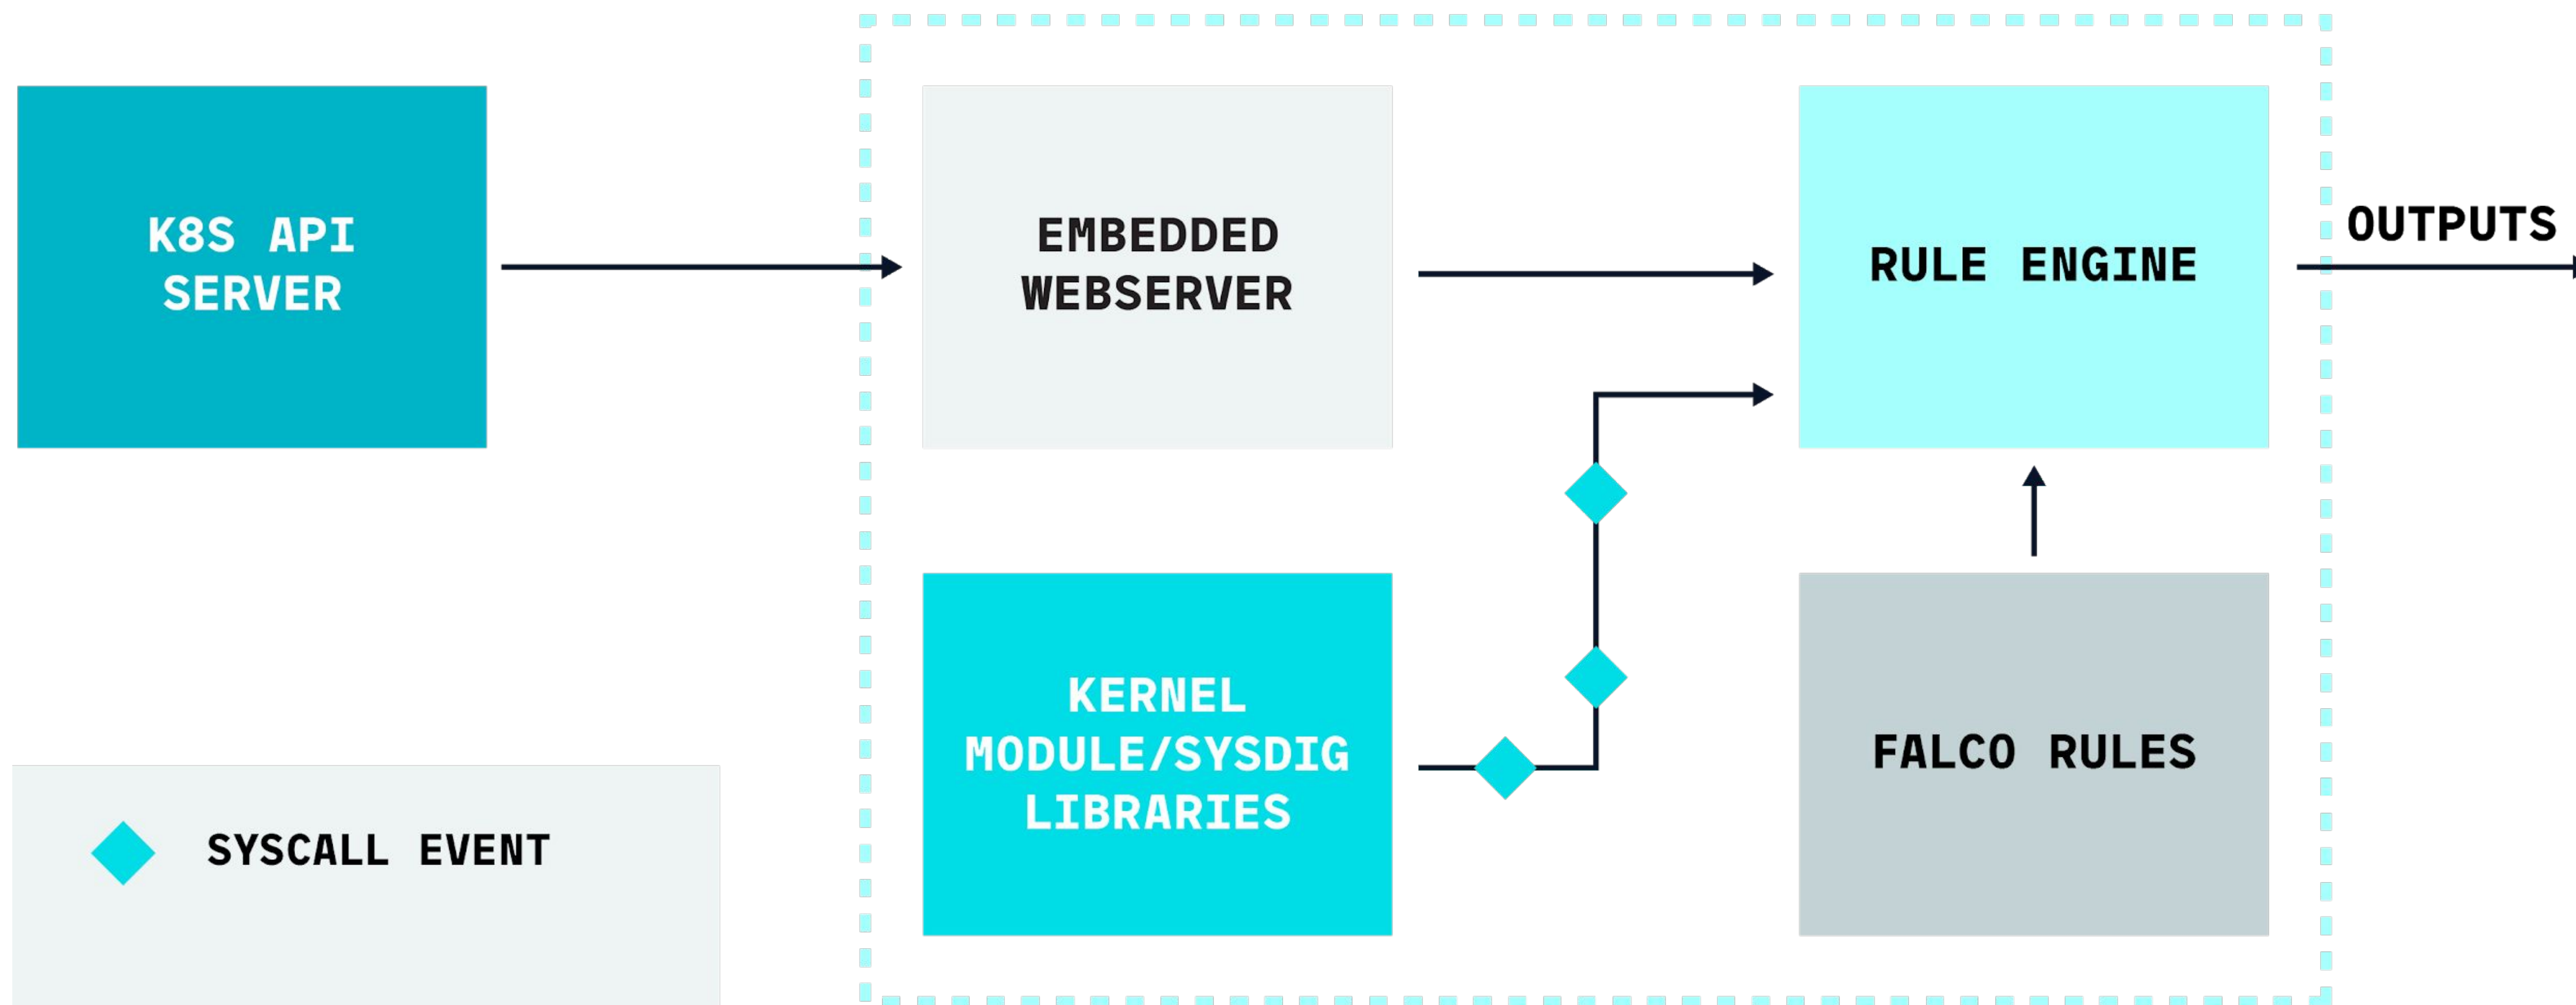 K8S API
SERVER
EMBEDDED
WEBSERVER
RULE ENGINE
OUTPUTS
KERNEL
MODULE/SYSDIG
LIBRARIES
FALCO RULES
SYSCALL EVENT